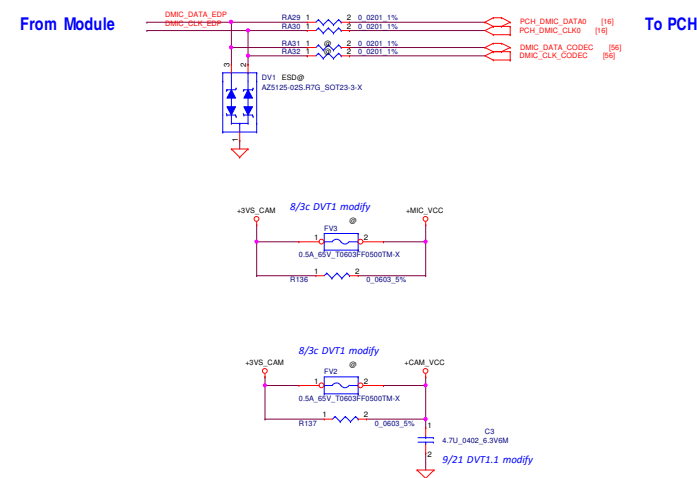 From Module
DMIC_DATA_EDP
DMIC_CLK_EDP
RA29 1 2 0_0201_1%
RA30 1 2 0_0201_1%
RA31 1 @ 2 0_0201_1%
RA32 1 @ 2 0_0201_1%
PCH_DMIC_DATA0 [16]
PCH_DMIC_CLK0 [16]
DMIC_DATA_CODEC [56]
DMIC_CLK_CODEC [56]
To PCH
3 2
DV1 ESD@
AZ5125-02S.R7G_SOT23-3-X
1
8/3c DVT1 modify
+3VS_CAM
+MIC_VCC
@
FV3
1 2
0.5A_65V_T0603FF0500TM-X
1 2
R136 0_0603_5%
8/3c DVT1 modify
+3VS_CAM
+CAM_VCC
@
FV2
1 2
0.5A_65V_T0603FF0500TM-X
1 2
R137 0_0603_5%
1
C3
4.7U_0402_6.3V6M
2
9/21 DVT1.1 modify